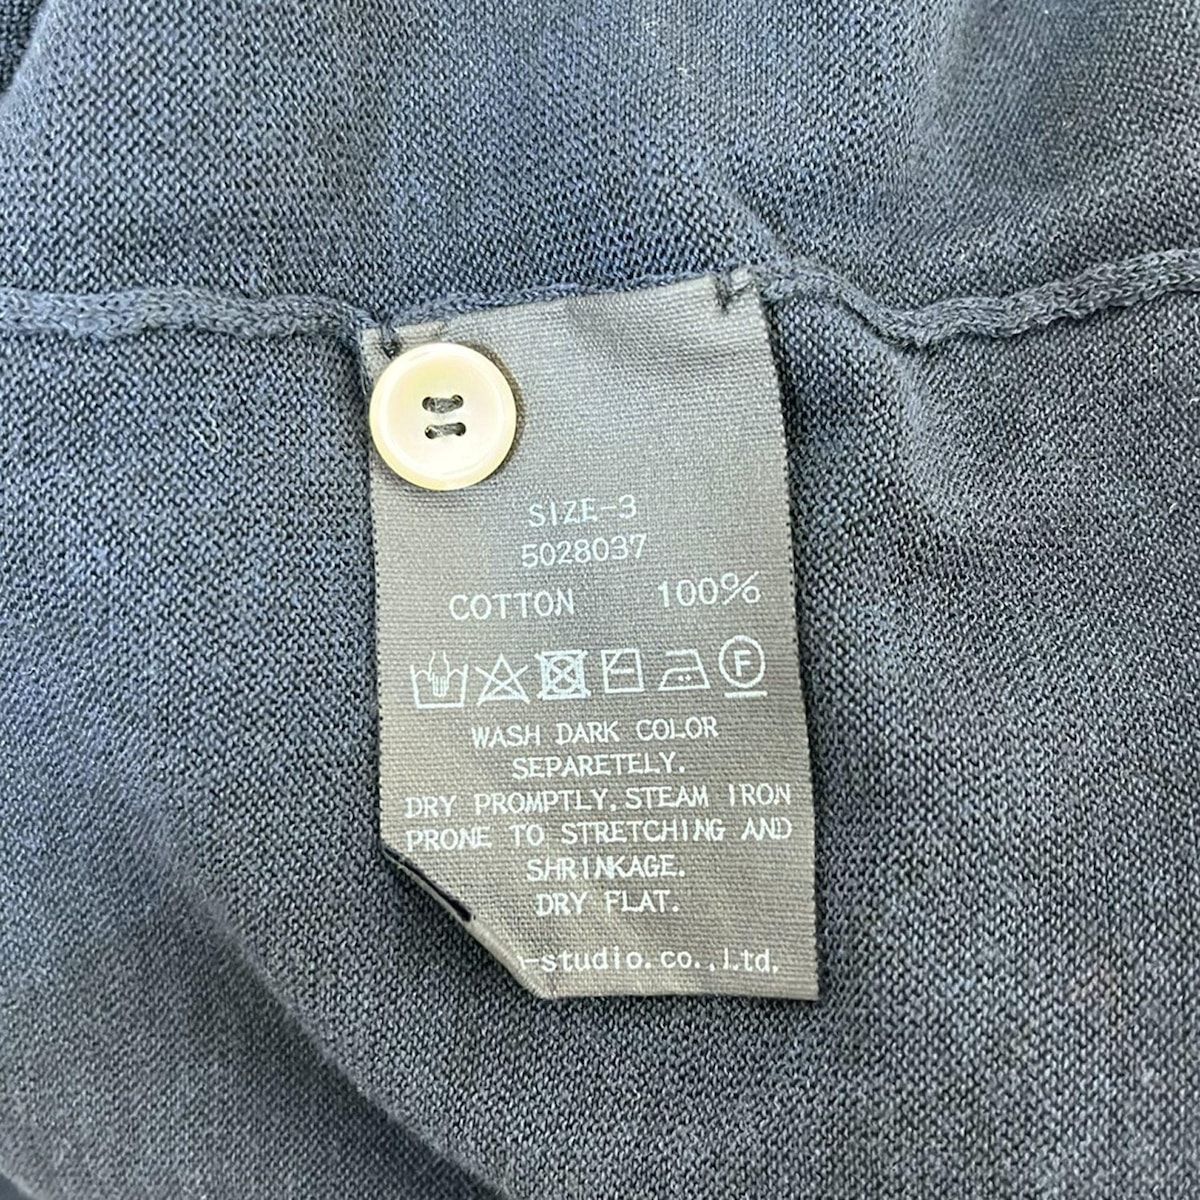 SIZE-3
5028037
COTTON 100%
F
WASH DARK COLOR
SEPARETELY.
DRY PROMPTLY, STEAM IRON
PRONE TO STRETCHING AND
SHRINKAGE.
DRY FLAT.
-studio.co.,Ltd.